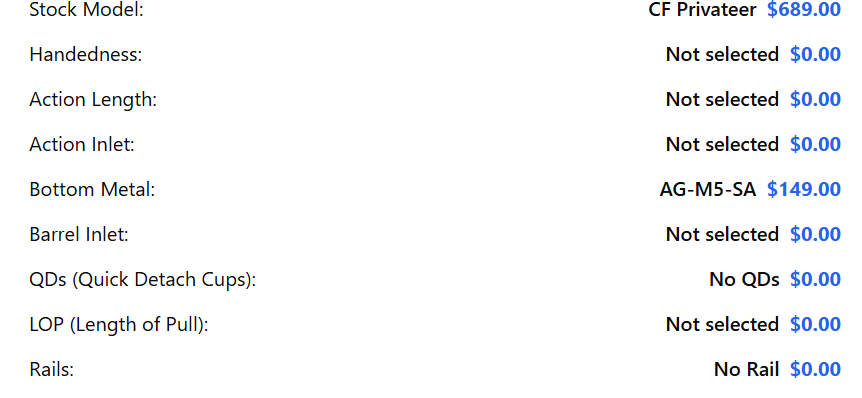 Stock Model: CF Privateer $689.00
Handedness: Not selected $0.00
Action Length: Not selected $0.00
Action Inlet: Not selected $0.00
Bottom Metal: AG-M5-SA $149.00
Barrel Inlet: Not selected $0.00
QDs (Quick Detach Cups): No QDs $0.00
LOP (Length of Pull): Not selected $0.00
Rails: No Rail $0.00